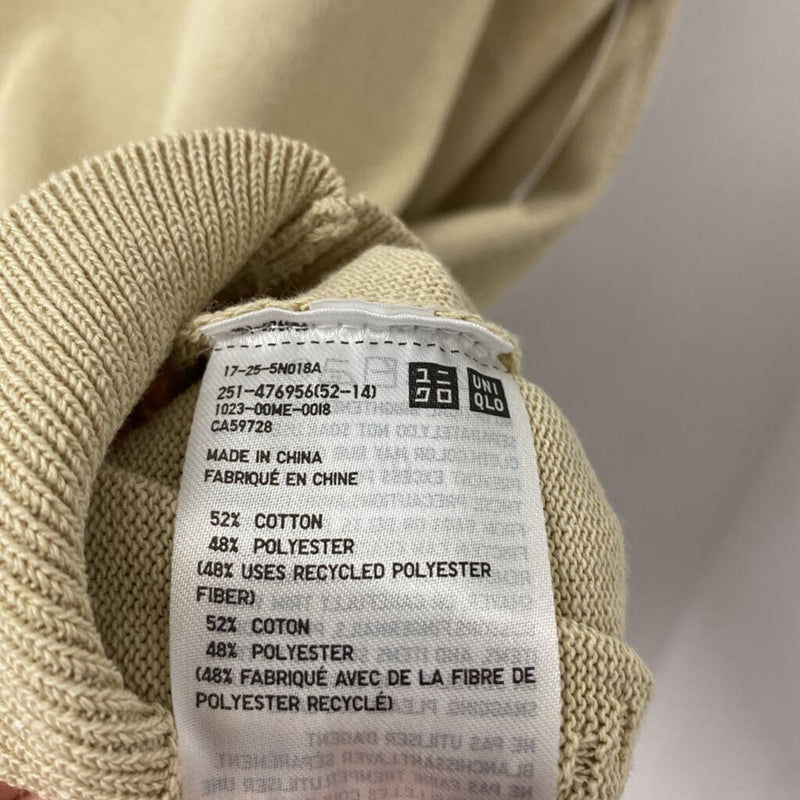 17-25-5N018A
251-476956(52-14)
1023-00ME-0018
CA59728
ユニ
クロ
UNI
QLO
MADE IN CHINA
FABRIQUÉ EN CHINE
52% COTTON
48% POLYESTER
(48% USES RECYCLED POLYESTER
FIBER)
52% COTON
48% POLYESTER
(48% FABRIQUÉ AVEC DE LA FIBRE DE
POLYESTER RECYCLÉ)